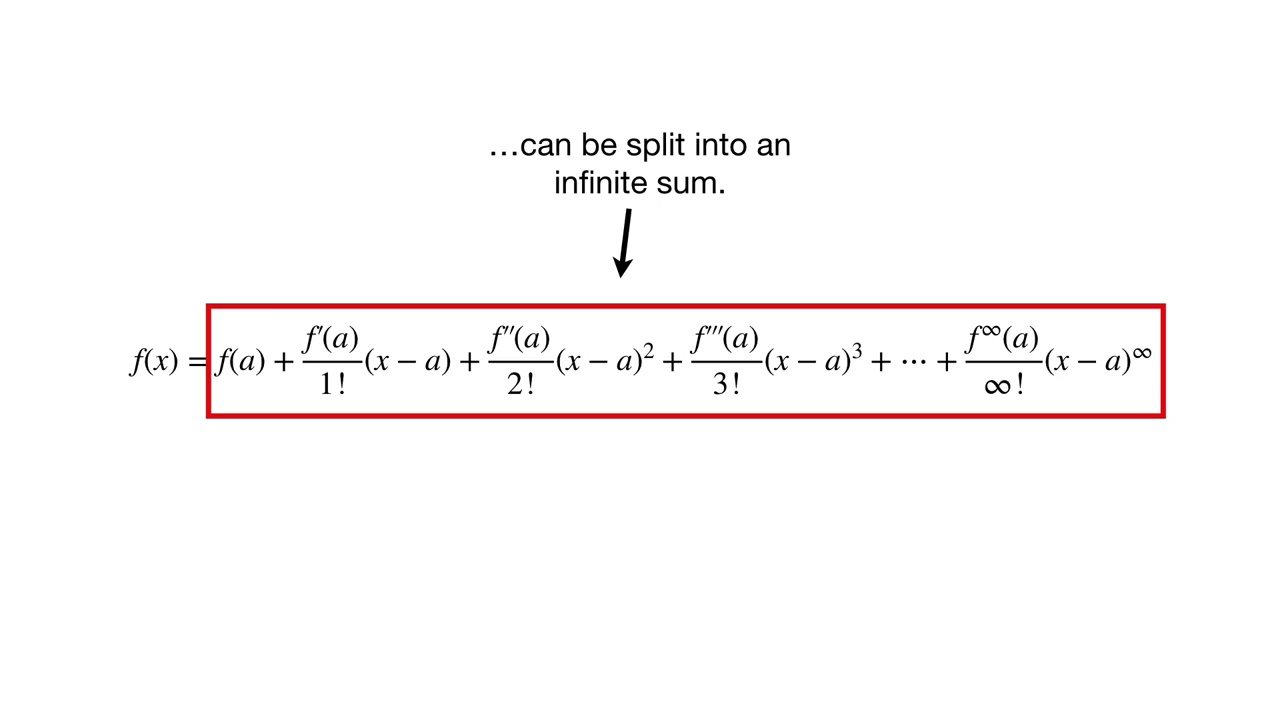 …can be split into an
infinite sum.
f(x) = f(a) + f′(a)/1! (x − a) + f′′(a)/2! (x − a)² + f′′′(a)/3! (x − a)³ + ⋯ + f^∞(a)/∞! (x − a)^∞